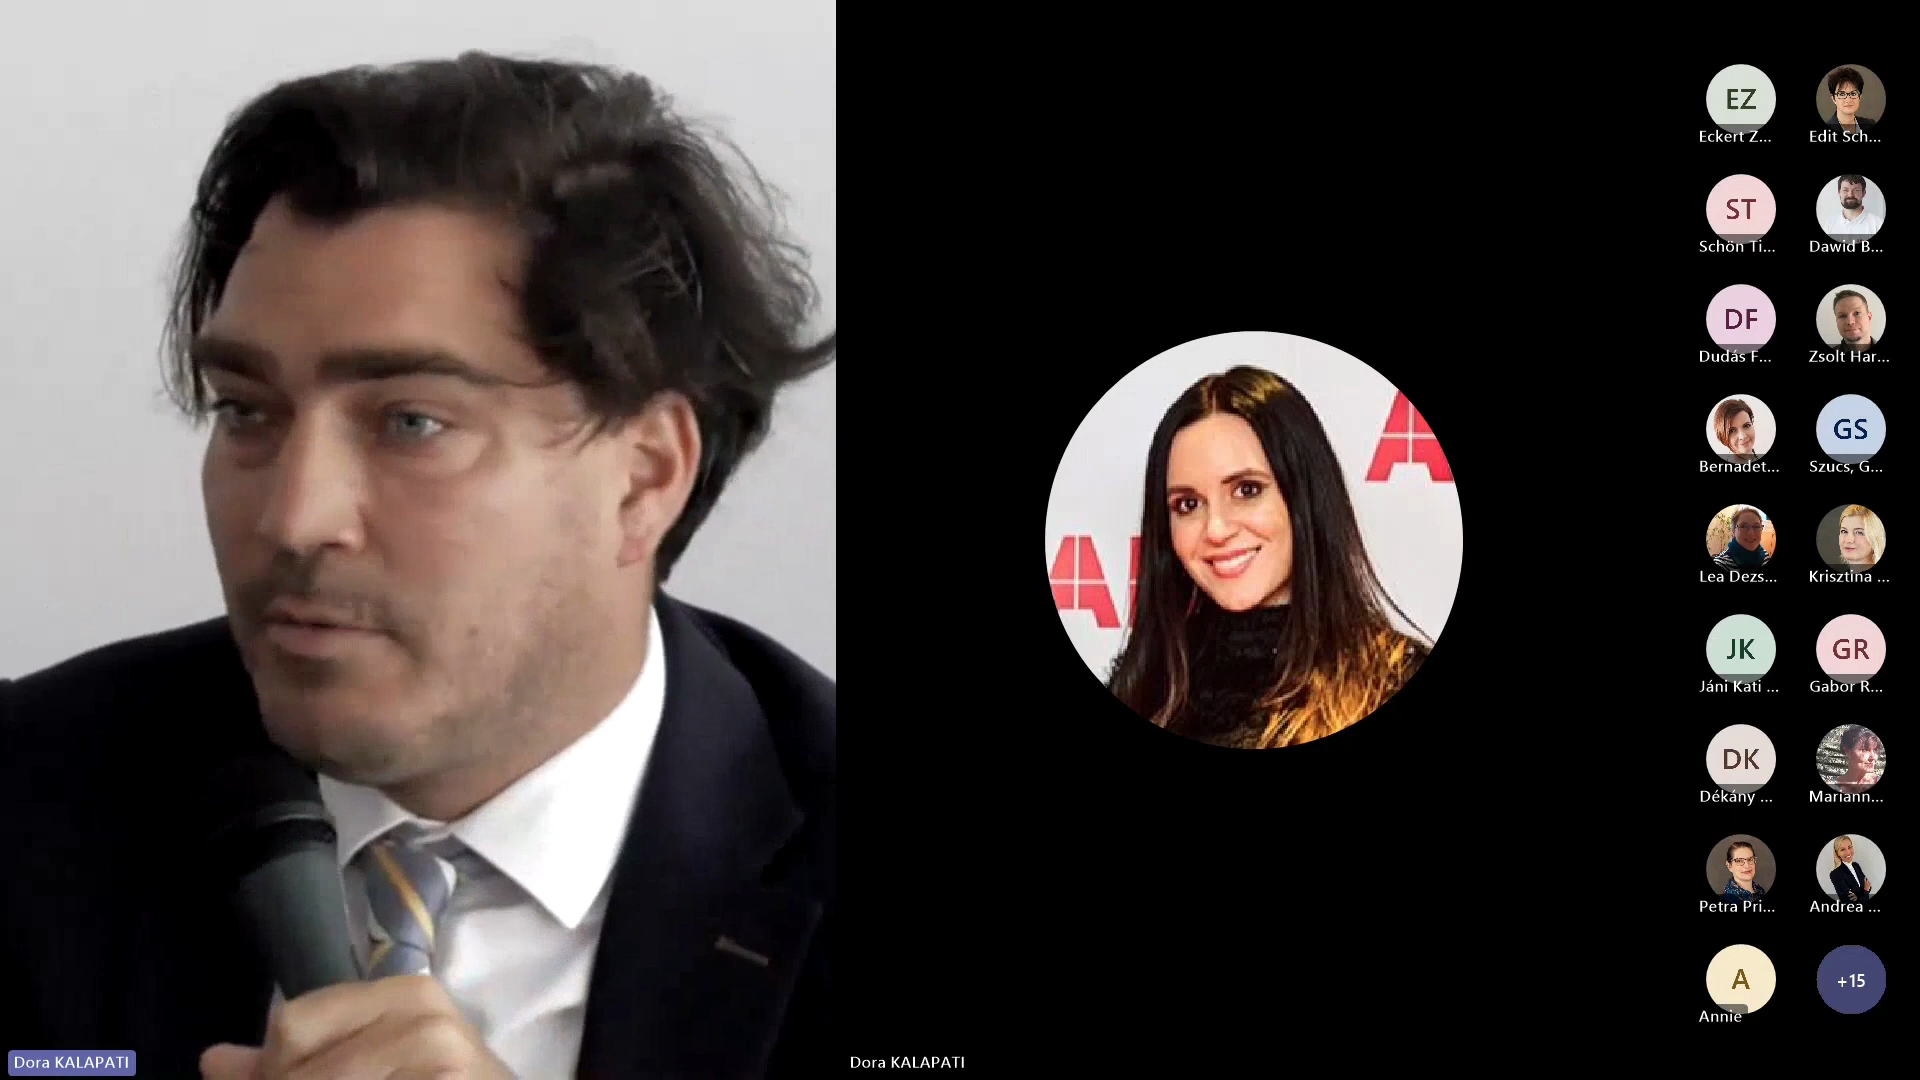 EZ
Eckert Z...
Edit Sch...
ST
Schön Ti...
Dawid B...
DF
Dudás F...
Zsolt Har...
Bernadet...
GS
Szucs, G...
Lea Dezs...
Krisztina ...
JK
Jáni Kati ...
GR
Gabor R...
DK
Dékány ...
Mariann...
Petra Pri...
Andrea ...
A
Annie
+15
Dora KALAPATI
Dora KALAPATI